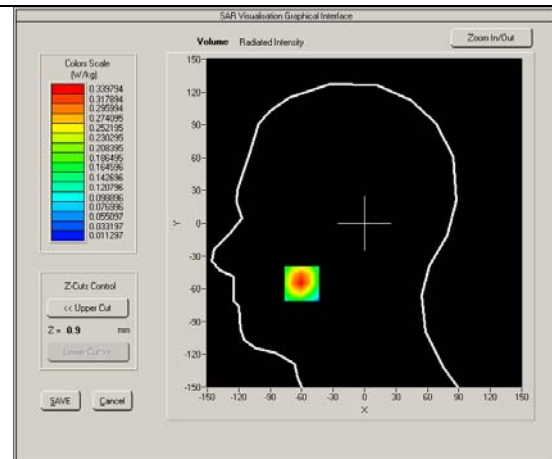 SAR Visualisation Graphical Interface
Volume Radiated Intensity
Zoom In/Out
Colors Scale
(W/kg)
0.339794
0.317894
0.295994
0.274095
0.252195
0.230295
0.208395
0.186495
0.164596
0.142696
0.120796
0.098896
0.076996
0.055097
0.033197
0.011297
Z-Cuts Control
<< Upper Cut
Z = 0.9 mm
Lower Cut >>
SAVE Cancel
150
120
90
60
30
0
-30
-60
-90
-120
-150
Y
-150 -120 -90 -60 -30 0 30 60 90 120 150
X